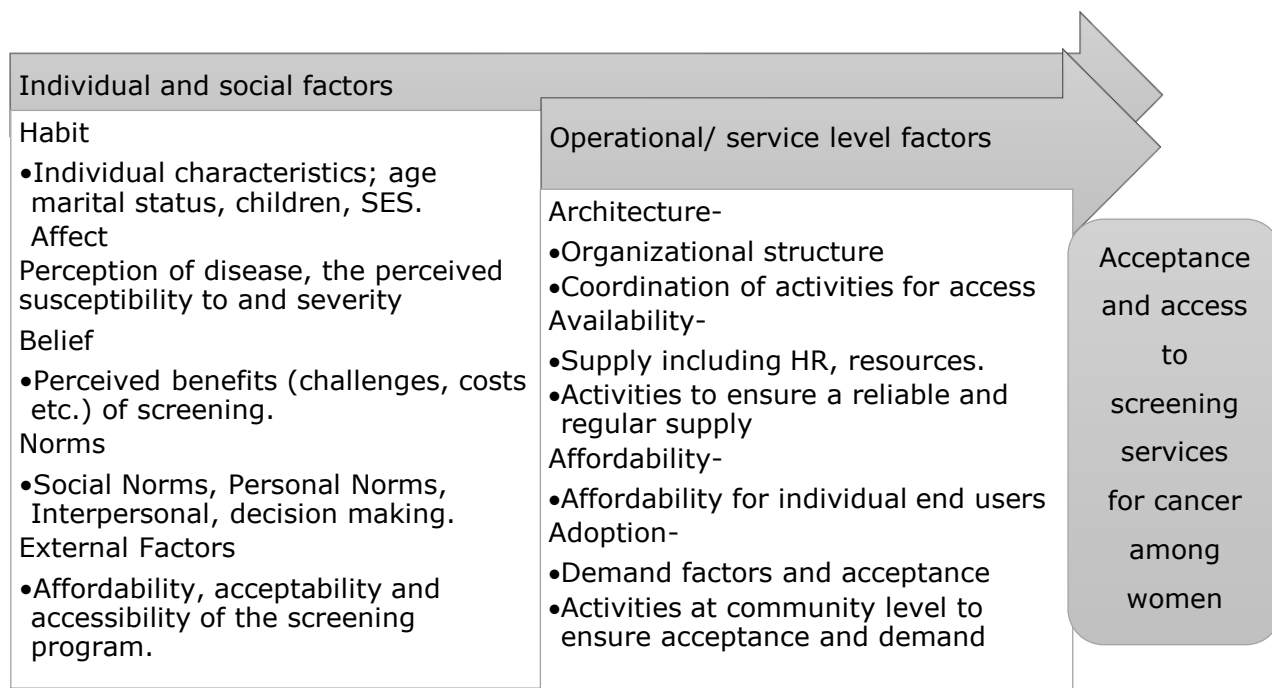 Individual and social factors
Habit
•Individual characteristics; age
marital status, children, SES.
Affect
Perception of disease, the perceived
susceptibility to and severity
Belief
•Perceived benefits (challenges, costs
etc.) of screening.
Norms
•Social Norms, Personal Norms,
Interpersonal, decision making.
External Factors
•Affordability, acceptability and
accessibility of the screening
program.
Operational/ service level factors
Architecture-
•Organizational structure
•Coordination of activities for access
Availability-
•Supply including HR, resources.
•Activities to ensure a reliable and
regular supply
Affordability-
•Affordability for individual end users
Adoption-
•Demand factors and acceptance
•Activities at community level to
ensure acceptance and demand
Acceptance
and access
to
screening
services
for cancer
among
women